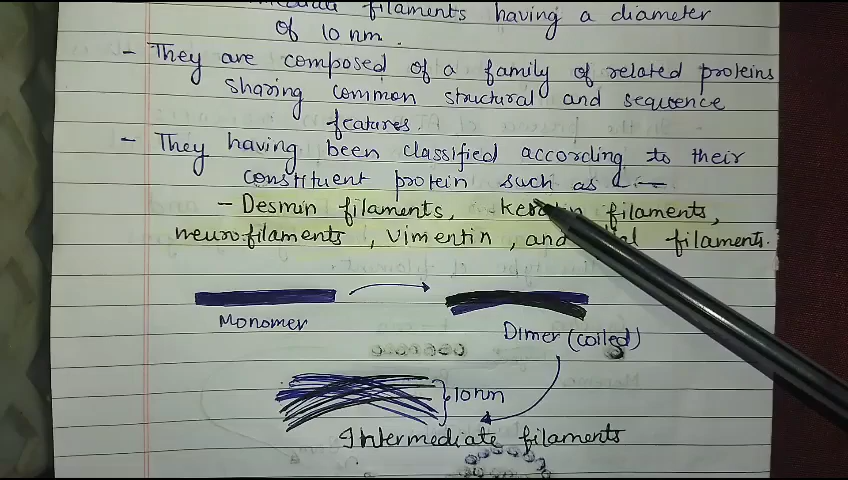 filaments having a diameter
of 10 nm.
- They are composed of a family of related proteins
sharing common structural and sequence
features.
- They having been classified according to their
constituent protein such as :-
- Desmin filaments, keratin filaments,
neurofilaments, vimentin, and filaments.
Monomer
Dimer (coiled)
10nm
Intermediate filaments